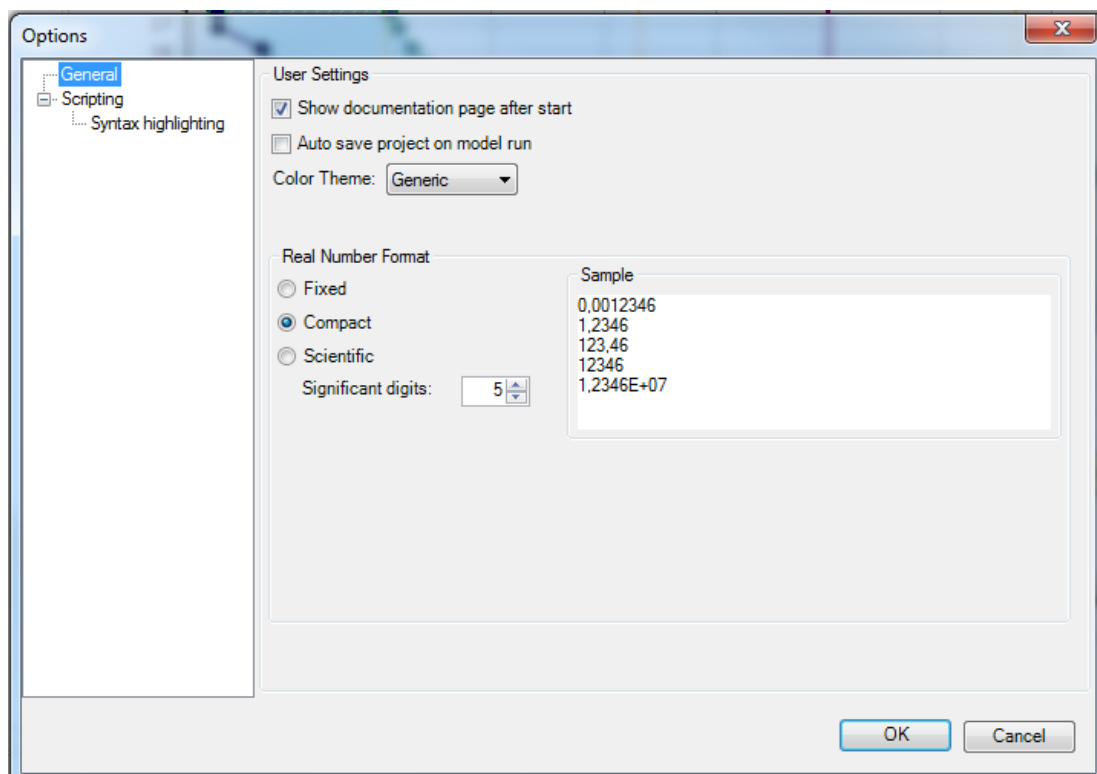 Options
General
Scripting
Syntax highlighting
User Settings
Show documentation page after start
Auto save project on model run
Color Theme: Generic
Real Number Format
Fixed
Compact
Scientific
Significant digits: 5
Sample
0,0012346
1,2346
123,46
12346
1,2346E+07
OK
Cancel